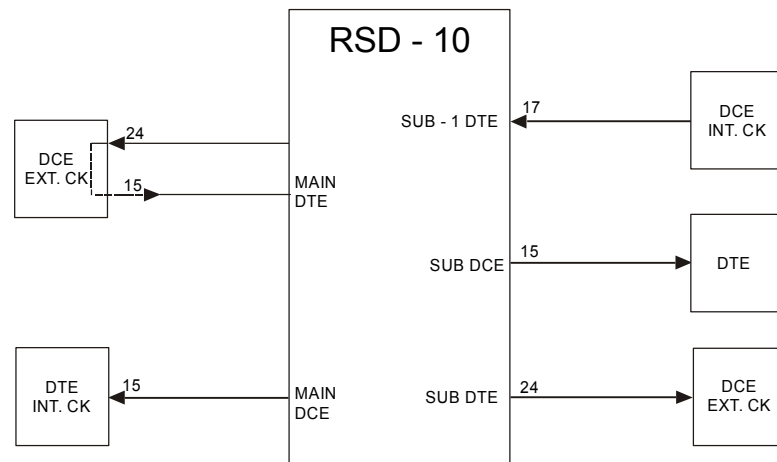 RSD - 10
24
DCE
EXT. CK
15
MAIN
DTE
DTE
INT. CK
15
MAIN
DCE
SUB - 1 DTE
17
DCE
INT. CK
SUB DCE
15
DTE
SUB DTE
24
DCE
EXT. CK